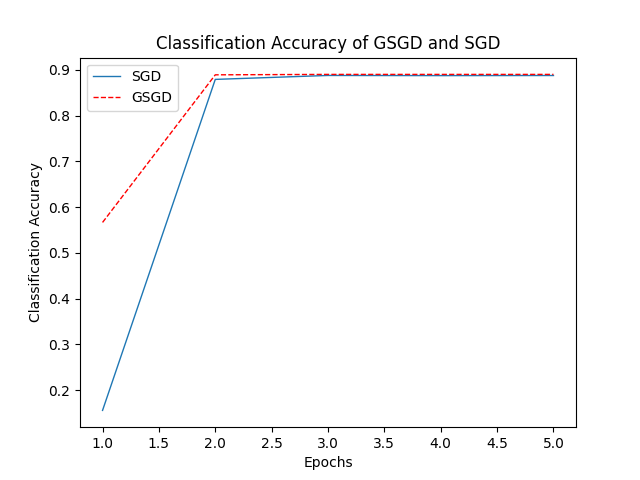 Classification Accuracy of GSGD and SGD
SGD
GSGD
Classification Accuracy
0.9
0.8
0.7
0.6
0.5
0.4
0.3
0.2
1.0 1.5 2.0 2.5 3.0 3.5 4.0 4.5 5.0
Epochs